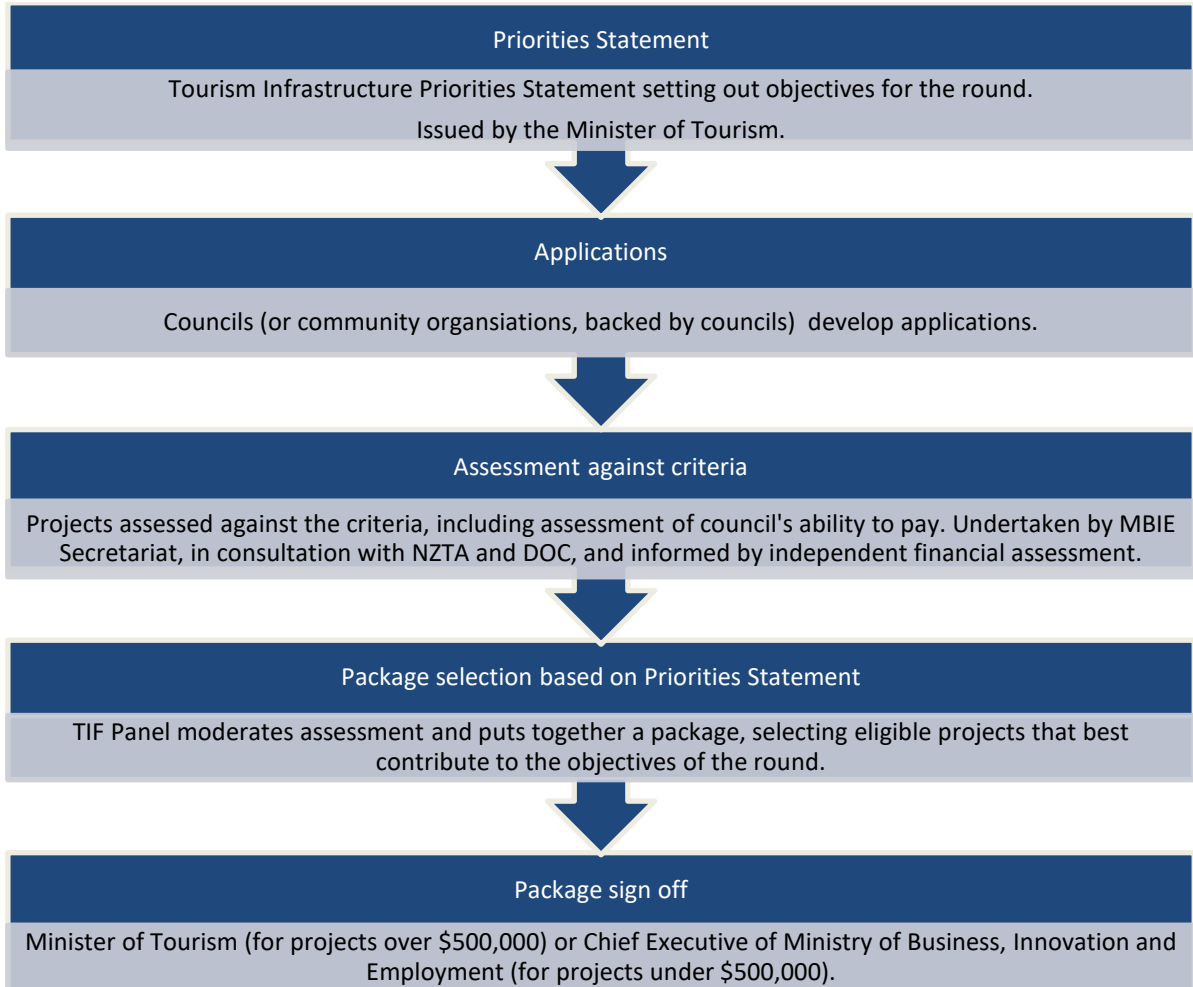 Priorities Statement
Tourism Infrastructure Priorities Statement setting out objectives for the round.
Issued by the Minister of Tourism.
Applications
Councils (or community organsiations, backed by councils)  develop applications.
Assessment against criteria
Projects assessed against the criteria, including assessment of council's ability to pay. Undertaken by MBIE
Secretariat, in consultation with NZTA and DOC, and informed by independent financial assessment.
Package selection based on Priorities Statement
TIF Panel moderates assessment and puts together a package, selecting eligible projects that best
contribute to the objectives of the round.
Package sign off
Minister of Tourism (for projects over $500,000) or Chief Executive of Ministry of Business, Innovation and
Employment (for projects under $500,000).